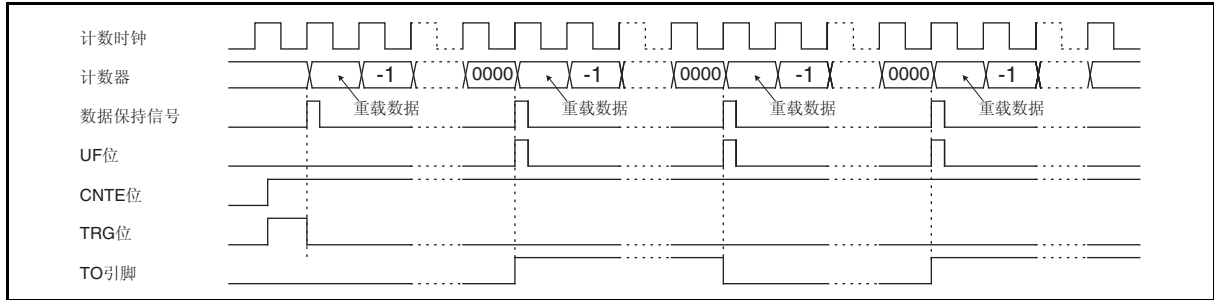 计数时钟
计数器 -1 0000 -1 0000 -1 0000 -1
重载数据 重载数据 重载数据 重载数据
数据保持信号
UF位
CNTE位
TRG位
TO引脚